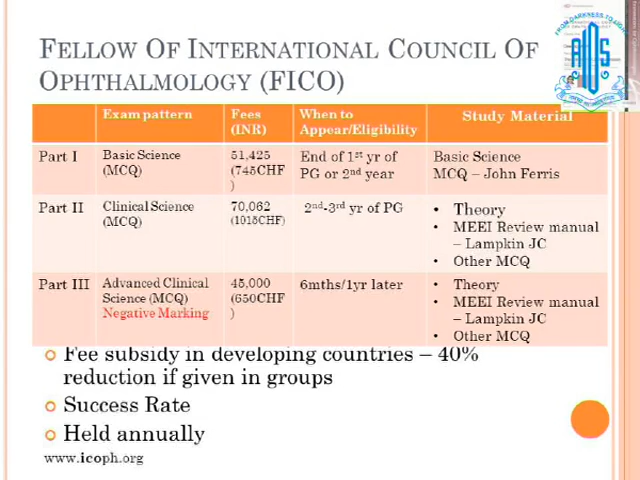 FELLOW OF INTERNATIONAL COUNCIL OF
OPHTHALMOLOGY (FICO)
FROM DARKNESS TO LIGHT
AIOS
Exam pattern
Fees
(INR)
When to
Appear/Eligibility
Study Material
Part I
Basic Science
(MCQ)
51,425
(745CHF
)
End of 1st yr of
PG or 2nd year
Basic Science
MCQ – John Ferris
Part II
Clinical Science
(MCQ)
70,062
(1015CHF)
2nd-3rd yr of PG
• Theory
• MEEI Review manual
– Lampkin JC
• Other MCQ
Part III
Advanced Clinical
Science (MCQ)
Negative Marking
45,000
(650CHF
)
6mths/1yr later
• Theory
• MEEI Review manual
– Lampkin JC
• Other MCQ
Fee subsidy in developing countries – 40%
reduction if given in groups
Success Rate
Held annually
www.icoph.org